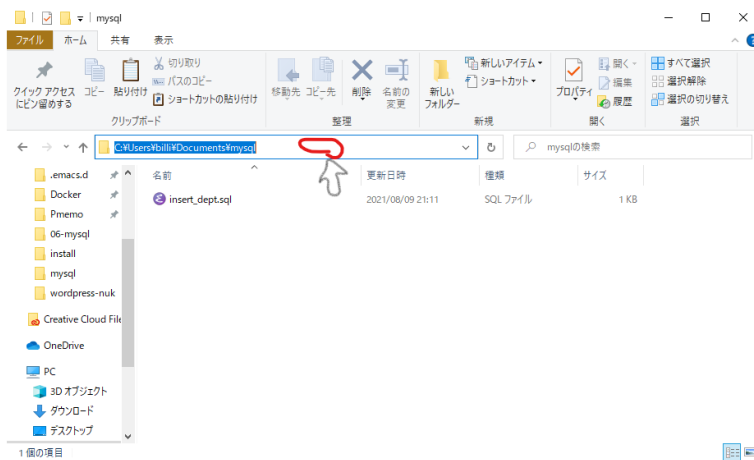 mysql
ファイル ホーム 共有 表示
クイック アクセスにピン留めする
コピー
貼り付け
切り取り
パスのコピー
ショートカットの貼り付け
移動先
コピー先
削除
名前の変更
新しいフォルダー
新しいアイテム
ショートカット
プロパティ
開く
編集
履歴
すべて選択
選択解除
選択の切り替え
クリップボード 整理 新規 開く 選択
C:¥Users¥billi¥Documents¥mysql
mysqlの検索
名前 更新日時 種類 サイズ
insert_dept.sql 2021/08/09 21:11 SQL ファイル 1 KB
.emacs.d
Docker
Pmemo
06-mysql
install
mysql
wordpress-nuk
Creative Cloud File
OneDrive
PC
3D オブジェクト
ダウンロード
デスクトップ
1 個の項目